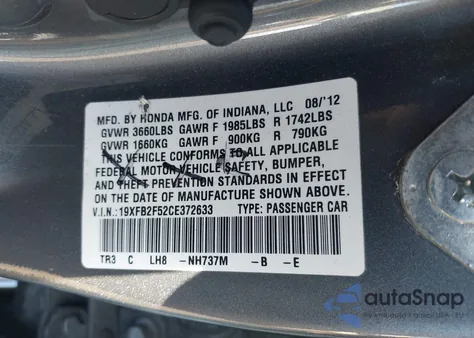 MFD. BY HONDA MFG. OF INDIANA, LLC 08/'12
GVWR 3660LBS GAWR F 1985LBS R 1742LBS
GVWR 1660KG GAWR F 900KG R 790KG
THIS VEHICLE CONFORMS TO ALL APPLICABLE
FEDERAL MOTOR VEHICLE SAFETY, BUMPER,
AND THEFT PREVENTION STANDARDS IN EFFECT
ON THE DATE OF MANUFACTURE SHOWN ABOVE.
V.I.N.: 19XFB2F52CE372633 TYPE: PASSENGER CAR
TR3 C LH8 -NH737M -B -E
autoSnap